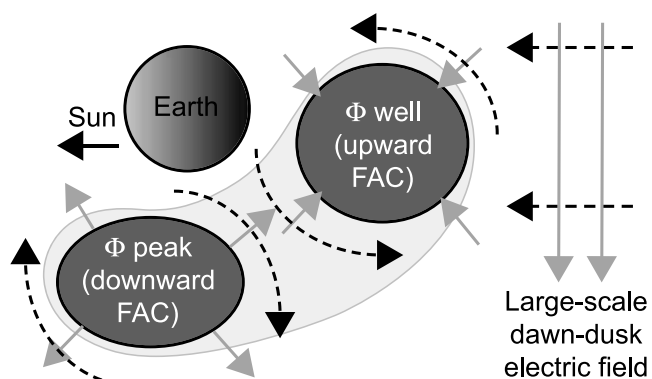 Earth
Sun
Φ well
(upward
FAC)
Φ peak
(downward
FAC)
Large-scale
dawn-dusk
electric field